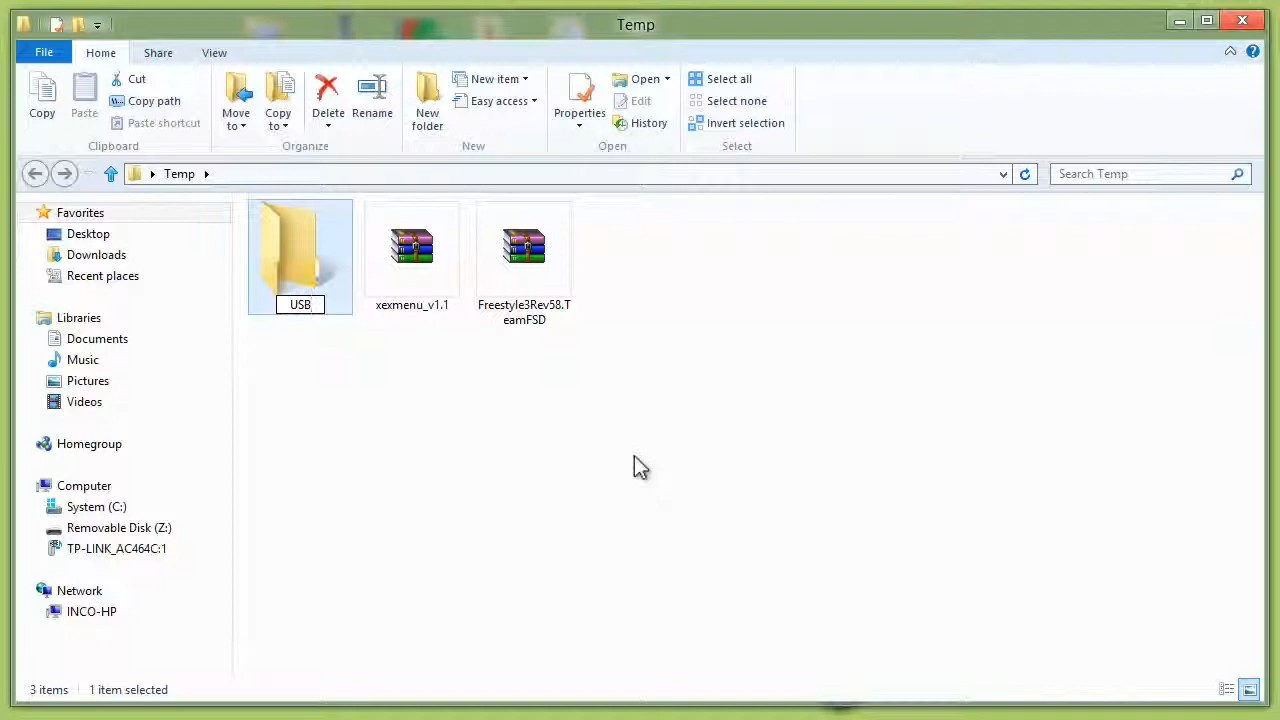 Temp
File Home Share View
Copy
Paste
Cut
Copy path
Paste shortcut
Clipboard
Move to
Copy to
Delete
Rename
Organize
New folder
New item
Easy access
New
Properties
Open
Edit
History
Open
Select all
Select none
Invert selection
Select
Temp
Search Temp
Favorites
Desktop
Downloads
Recent places
Libraries
Documents
Music
Pictures
Videos
Homegroup
Computer
System (C:)
Removable Disk (Z:)
TP-LINK_AC464C:1
Network
INCO-HP
USB
xexmenu_v1.1
Freestyle3Rev58.T
eamFSD
3 items 1 item selected